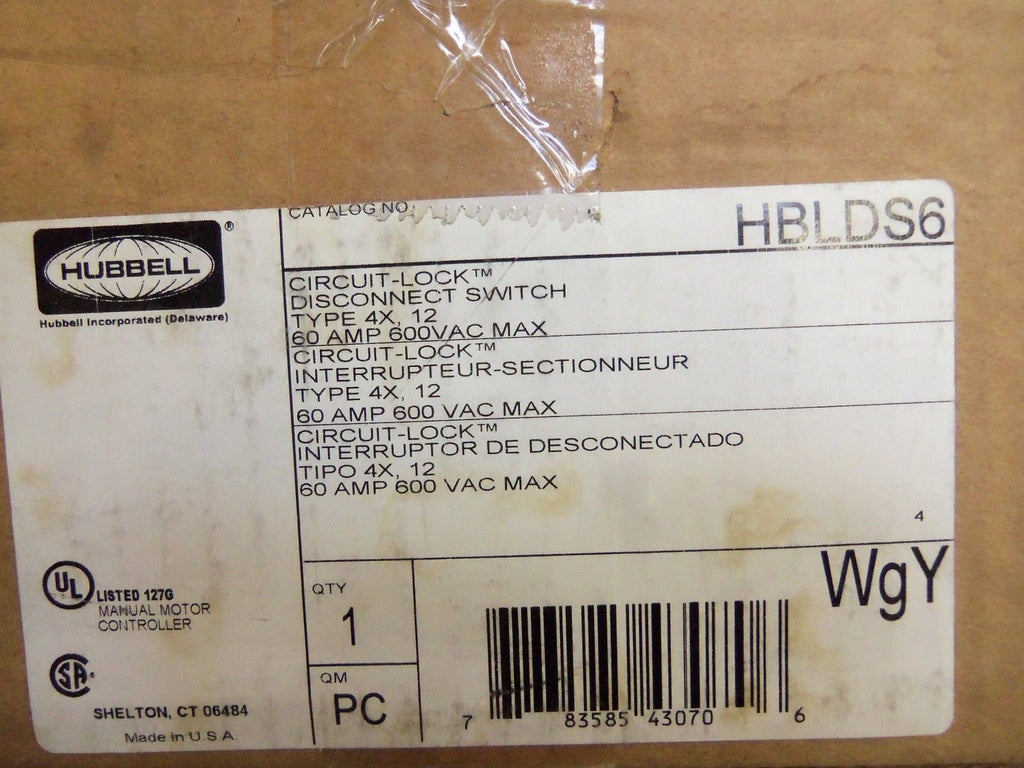 CATALOG NO.
HBLDS6
HUBBELL®
Hubbell Incorporated (Delaware)
CIRCUIT-LOCK™
DISCONNECT SWITCH
TYPE 4X, 12
60 AMP 600VAC MAX
CIRCUIT-LOCK™
INTERRUPTEUR-SECTIONNEUR
TYPE 4X, 12
60 AMP 600 VAC MAX
CIRCUIT-LOCK™
INTERRUPTOR DE DESCONECTADO
TIPO 4X, 12
60 AMP 600 VAC MAX
4
UL LISTED 127G
MANUAL MOTOR
CONTROLLER
SA®
SHELTON, CT 06484
Made in U.S.A
QTY
1
QM
PC
WgY
7 83585 43070 6